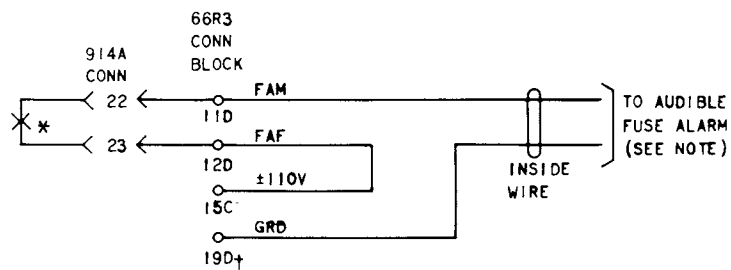 66R3
CONN
BLOCK
914A
CONN
22
FAM
11D
*
23
FAF
12D
±110V
15C
GRD
19D†
INSIDE
WIRE
TO AUDIBLE
FUSE ALARM
(SEE NOTE)